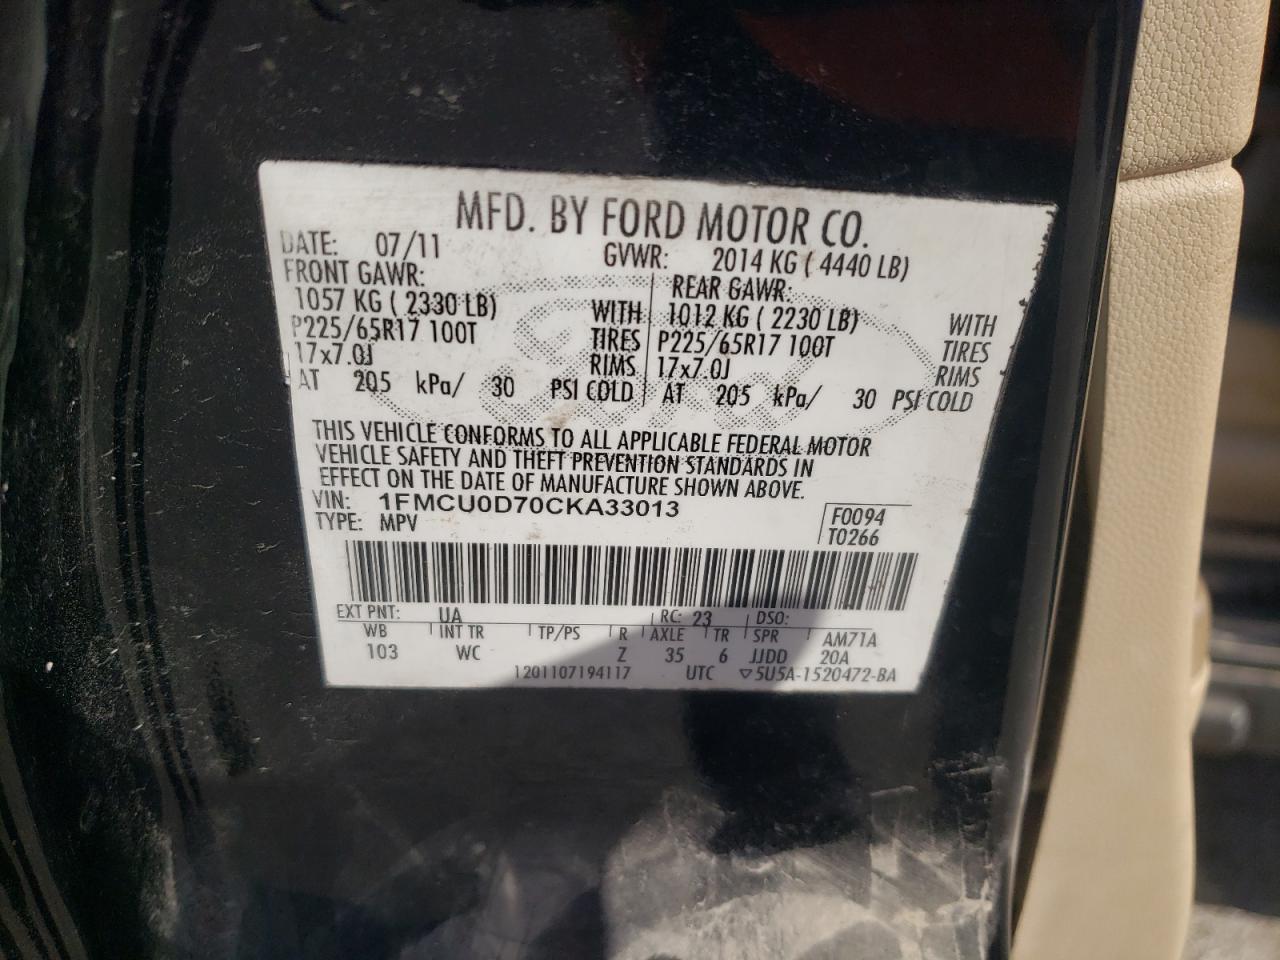 MFD. BY FORD MOTOR CO.
DATE: 07/11 GVWR: 2014 KG ( 4440 LB)
FRONT GAWR: REAR GAWR:
1057 KG ( 2330 LB) WITH 1012 KG ( 2230 LB) WITH
P225/65R17 100T TIRES P225/65R17 100T TIRES
17x7.0J RIMS 17x7.0J RIMS
AT 205 kPa/ 30 PSI COLD AT 205 kPa/ 30 PSI COLD
THIS VEHICLE CONFORMS TO ALL APPLICABLE FEDERAL MOTOR
VEHICLE SAFETY AND THEFT PREVENTION STANDARDS IN
EFFECT ON THE DATE OF MANUFACTURE SHOWN ABOVE.
VIN: 1FMCU0D70CKA33013 F0094
TYPE: MPV T0266
EXT PNT: UA RC: 23 DSO:
WB INT TR TP/PS R AXLE TR SPR AM71A
103 WC Z 35 6 JJDD 20A
1201107194117 UTC ▽5U5A-1520472-BA